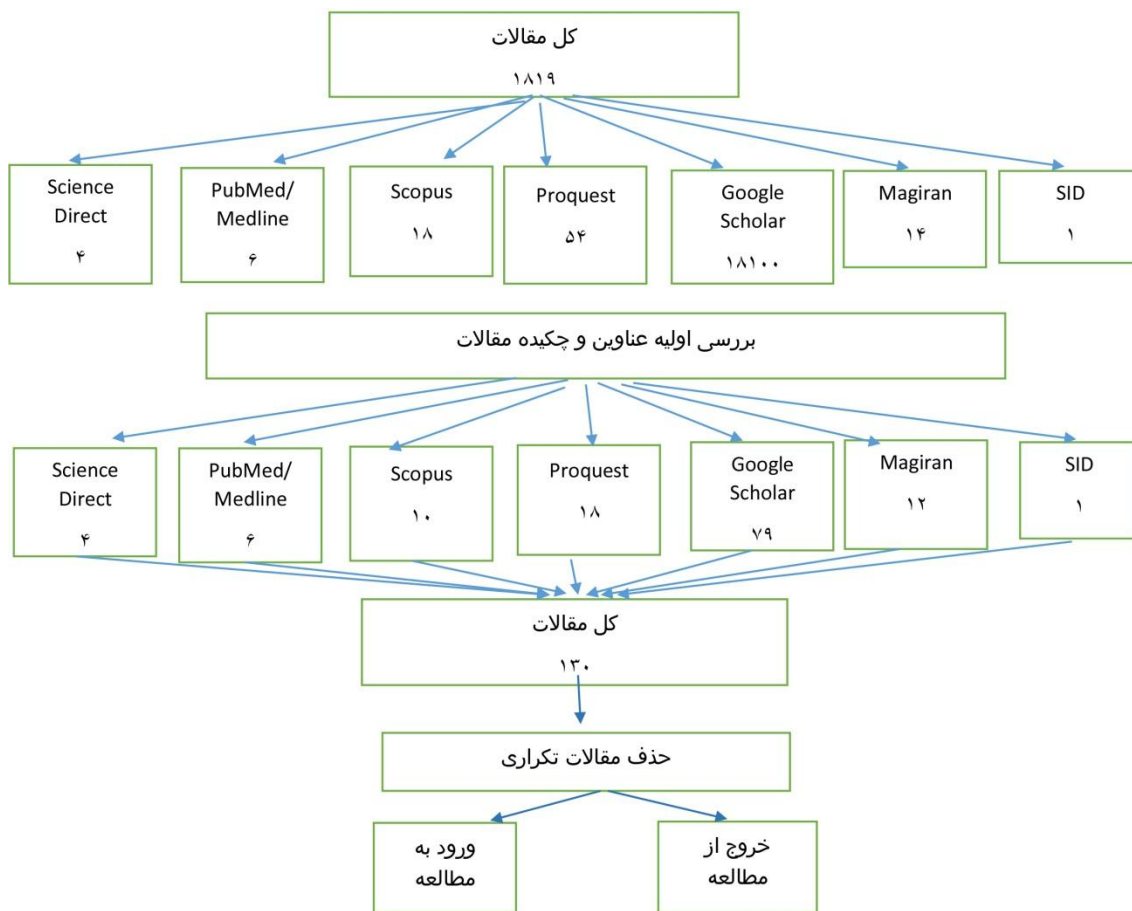 کل مقالات
۱۸۱۹
Science
Direct
۴
PubMed/
Medline
۶
Scopus
۱۸
Proquest
۵۴
Google
Scholar
۱۸۱۰۰
Magiran
۱۴
SID
۱
بررسی اولیه عناوین و چکیده مقالات
Science
Direct
۴
PubMed/
Medline
۶
Scopus
۱۰
Proquest
۱۸
Google
Scholar
۷۹
Magiran
۱۲
SID
۱
کل مقالات
۱۳۰
حذف مقالات تکراری
ورود به
مطالعه
خروج از
مطالعه